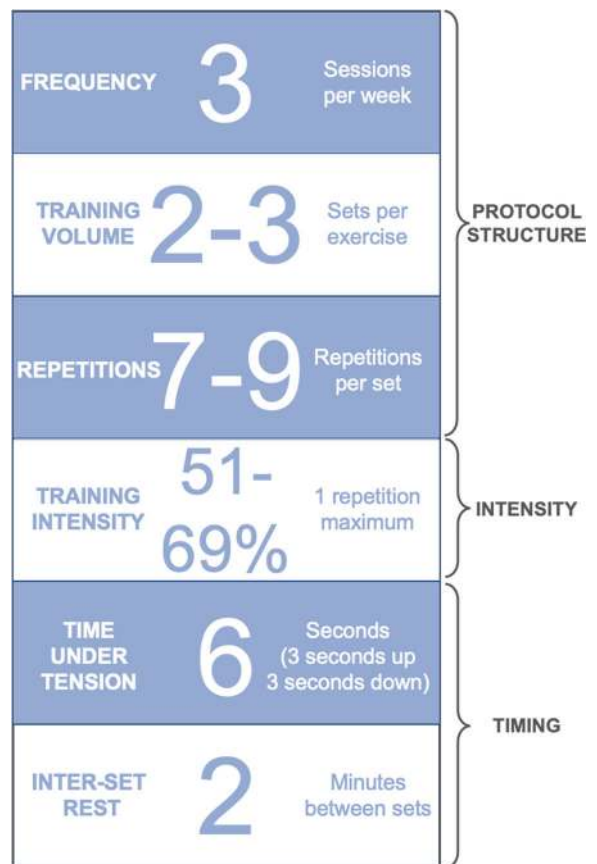 FREQUENCY
3
Sessions
per week
TRAINING
VOLUME
2-3
Sets per
exercise
PROTOCOL
STRUCTURE
REPETITIONS
7-9
Repetitions
per set
TRAINING
INTENSITY
51-
69%
1 repetition
maximum
INTENSITY
TIME
UNDER
TENSION
6
Seconds
(3 seconds up
3 seconds down)
TIMING
INTER-SET
REST
2
Minutes
between sets